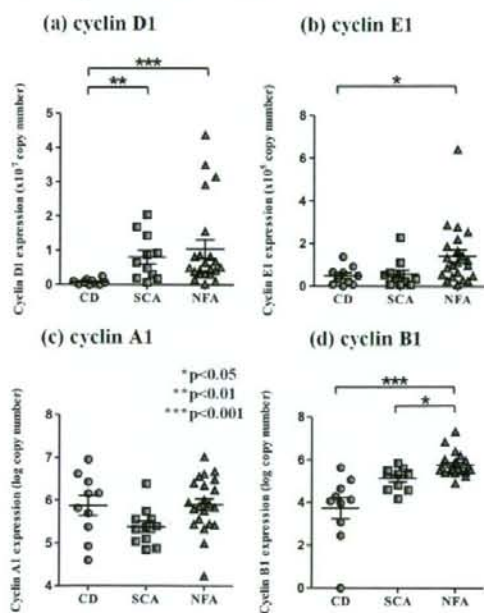 (a) cyclin D1
***
**
Cyclin D1 expression (x10⁻⁷ copy number)
5
4
3
2
1
0
CD SCA NFA
(b) cyclin E1
*
Cyclin E1 expression (x10⁵ copy number)
8
6
4
2
0
CD SCA NFA
(c) cyclin A1
*p<0.05
**p<0.01
***p<0.001
Cyclin A1 expression (log copy number)
8
7
6
5
4
CD SCA NFA
(d) cyclin B1
***
*
Cyclin B1 expression (log copy number)
8
6
4
2
0
CD SCA NFA